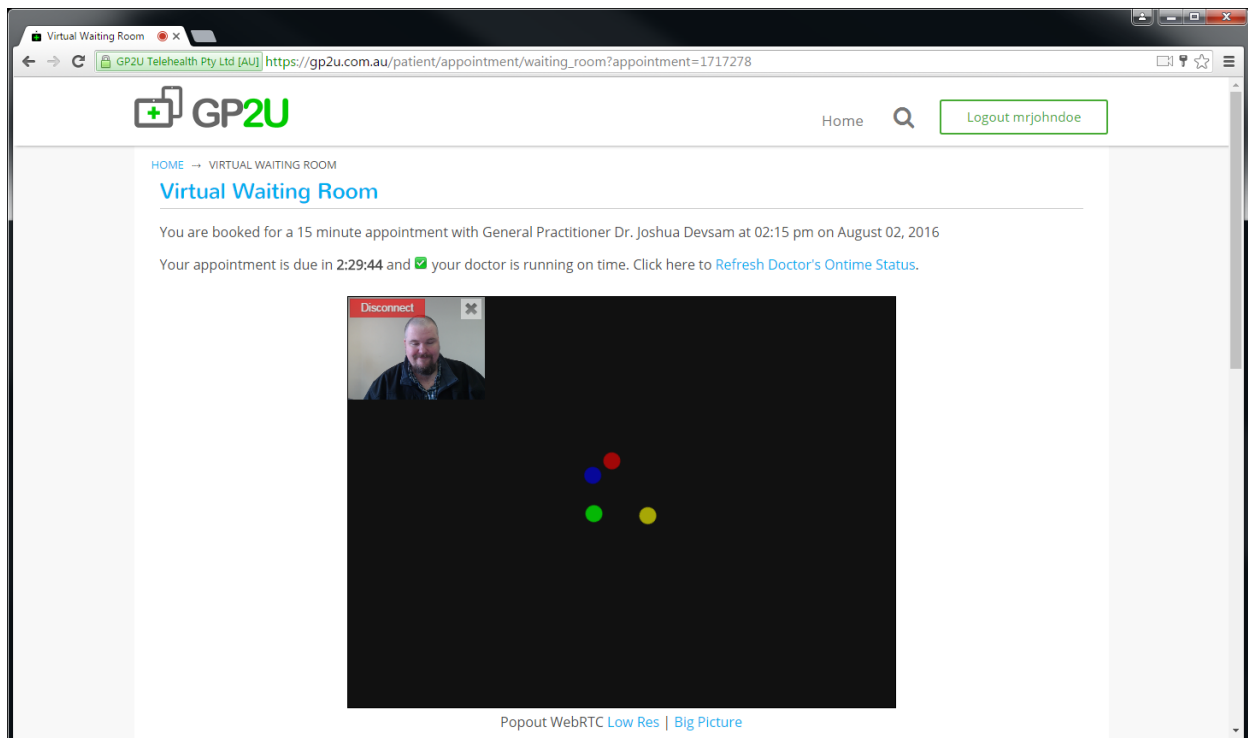 Virtual Waiting Room
GP2U Telehealth Pty Ltd [AU] https://gp2u.com.au/patient/appointment/waiting_room?appointment=1717278
GP2U
Home
Logout mrjohndoe
HOME → VIRTUAL WAITING ROOM
Virtual Waiting Room
You are booked for a 15 minute appointment with General Practitioner Dr. Joshua Devsam at 02:15 pm on August 02, 2016
Your appointment is due in 2:29:44 and ✅ your doctor is running on time. Click here to Refresh Doctor's Ontime Status.
Disconnect
Popout WebRTC Low Res | Big Picture